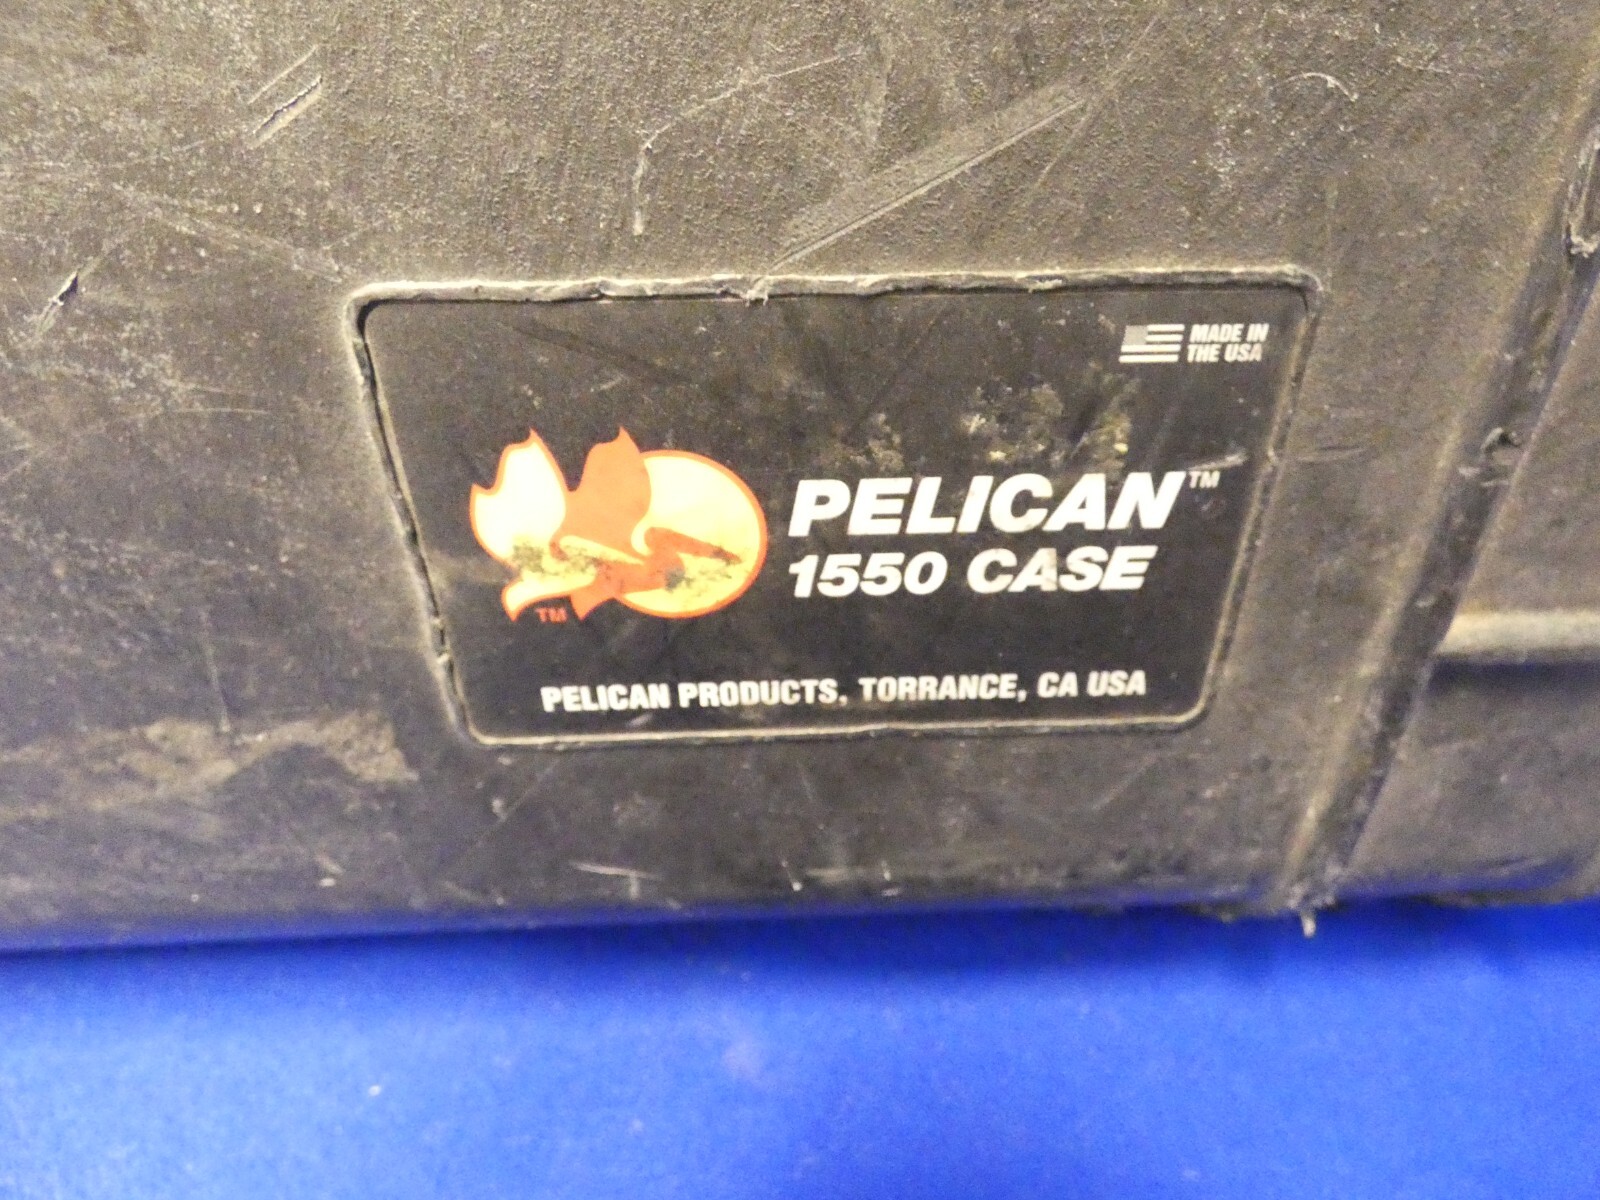 MADE IN
THE USA
PELICAN™
1550 CASE
TM
PELICAN PRODUCTS, TORRANCE, CA USA